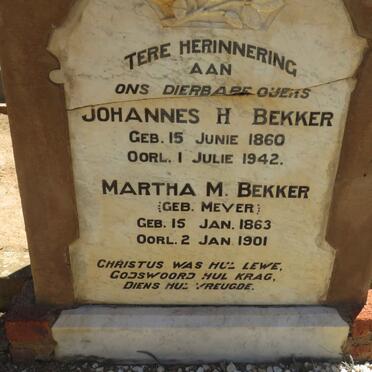 TERE HERINNERING
AAN
ONS DIERBARE OUERS
JOHANNES H BEKKER
GEB. 15 JUNIE 1860
OORL. 1 JULIE 1942.
MARTHA M. BEKKER
(GEB. MEYER)
GEB. 15 JAN. 1863
OORL. 2 JAN 1901
CHRISTUS WAS HUL LEWE,
GODSWOORD HUL KRAG,
DIENS HUL VREUGDE.